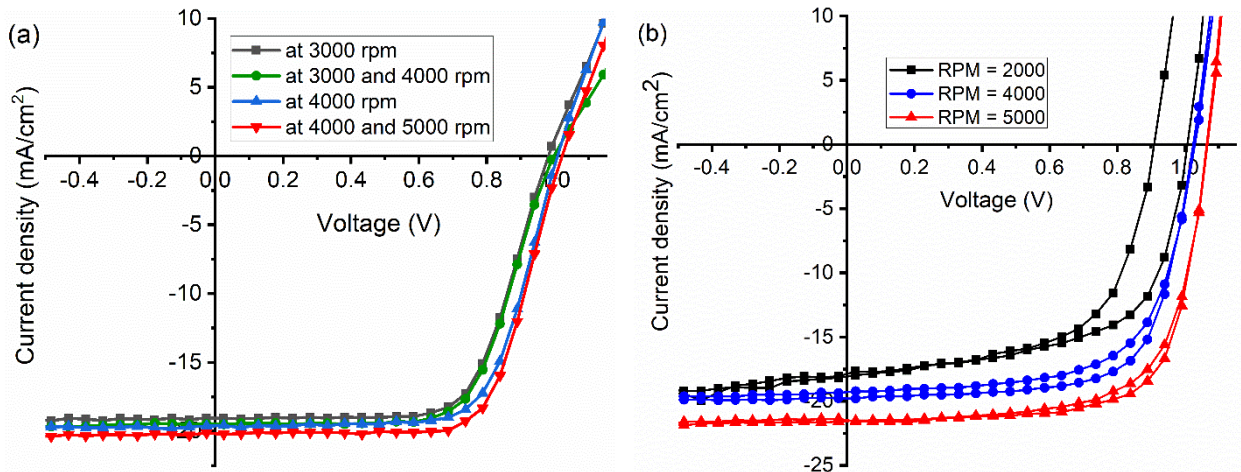 (a)
10
5
0
-5
-10
-15
-20
-0.4
-0.2
0.0
0.2
0.4
0.6
0.8
1.0
at 3000 rpm
at 3000 and 4000 rpm
at 4000 rpm
at 4000 and 5000 rpm
Voltage (V)
Current density (mA/cm²)
(b)
10
5
0
-5
-10
-15
-20
-25
-0.4
-0.2
0.0
0.2
0.4
0.6
0.8
1.0
RPM = 2000
RPM = 4000
RPM = 5000
Voltage (V)
Current density (mA/cm²)